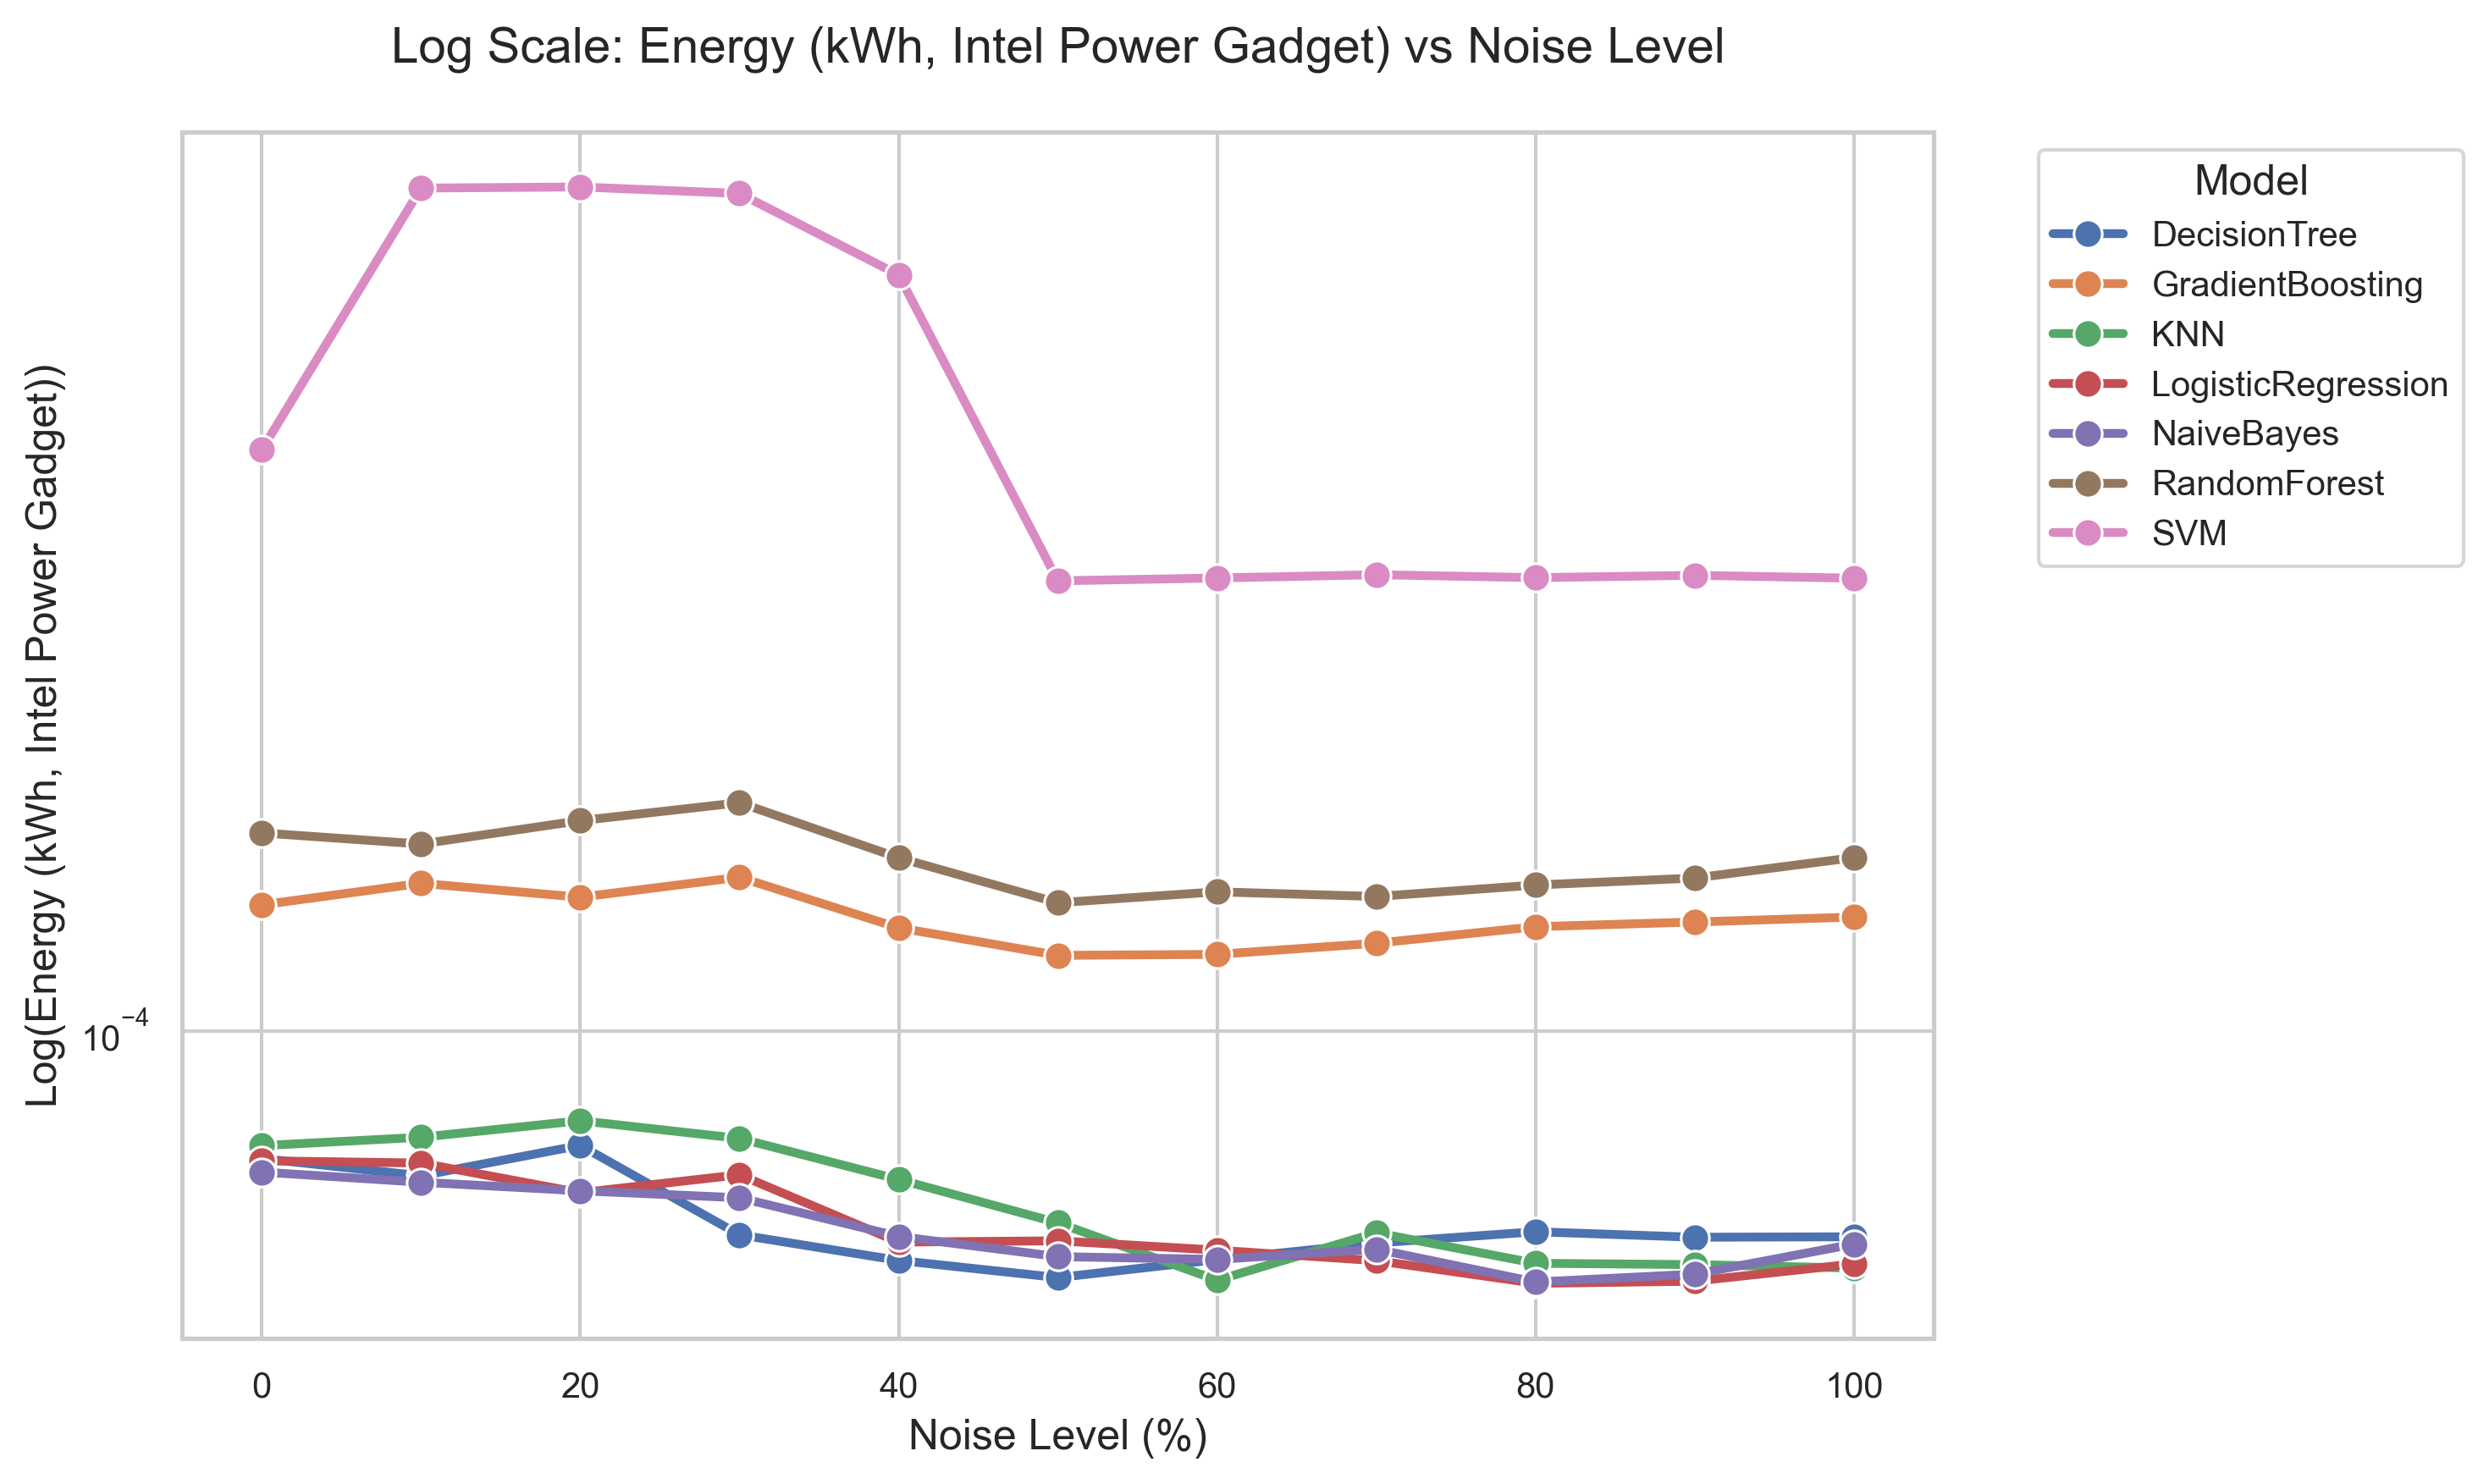 Log Scale: Energy (kWh, Intel Power Gadget) vs Noise Level
Log(Energy (kWh, Intel Power Gadget))
10⁻⁴
0 20 40 60 80 100
Noise Level (%)
Model
DecisionTree
GradientBoosting
KNN
LogisticRegression
NaiveBayes
RandomForest
SVM